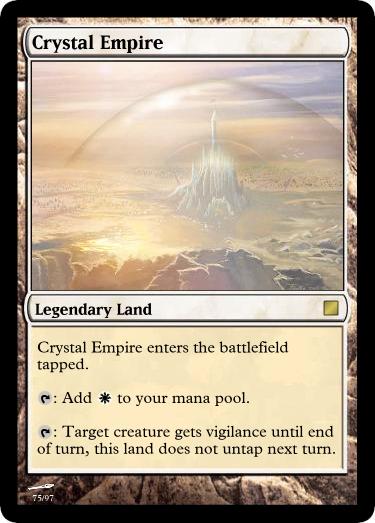 Crystal Empire
Legendary Land
Crystal Empire enters the battlefield
tapped.
: Add to your mana pool.
: Target creature gets vigilance until end
of turn, this land does not untap next turn.
75/97